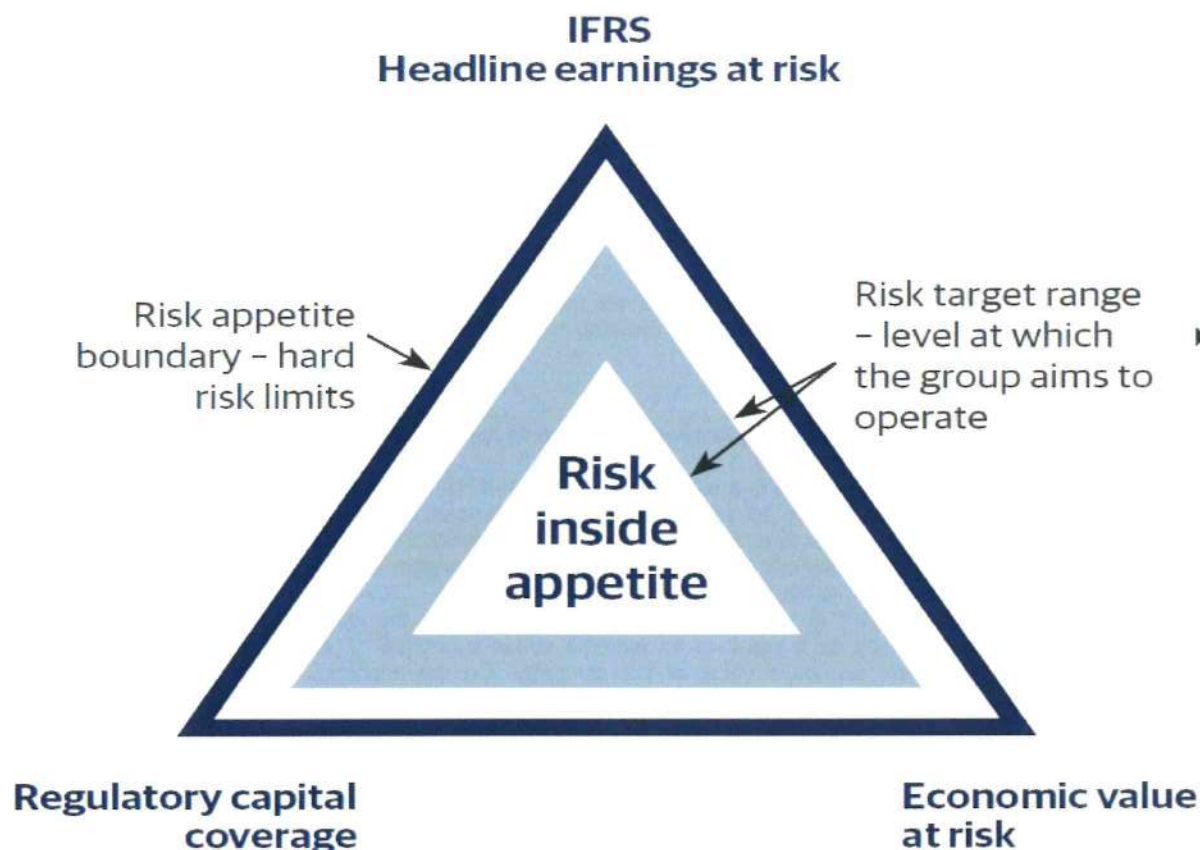 IFRS
Headline earnings at risk
Risk appetite
boundary – hard
risk limits
Risk target range
– level at which
the group aims to
operate
Risk
inside
appetite
Regulatory capital
coverage
Economic value
at risk